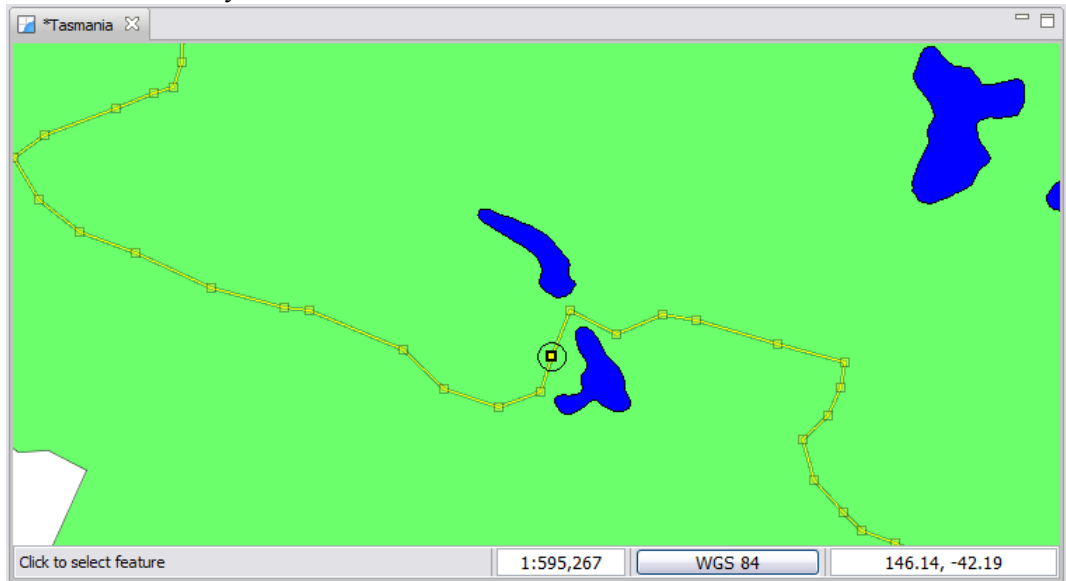 *Tasmania
Click to select feature
1:595,267
WGS 84
146.14, -42.19